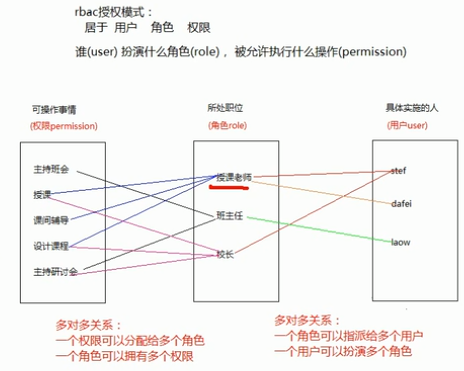 rbac授权模式：
居于 用户 角色 权限
谁(user) 扮演什么角色(role) ，被允许执行什么操作(permission)
可操作事情
(权限permission)
主持班会
授课
课间辅导
设计课程
主持研讨会
所处职位
(角色role)
授课老师
班主任
校长
具体实施的人
(用户user)
stef
dafei
laow
多对多关系：
一个权限可以分配给多个角色
一个角色可以拥有多个权限
多对多关系：
一个角色可以指派给多个用户
一个用户可以扮演多个角色